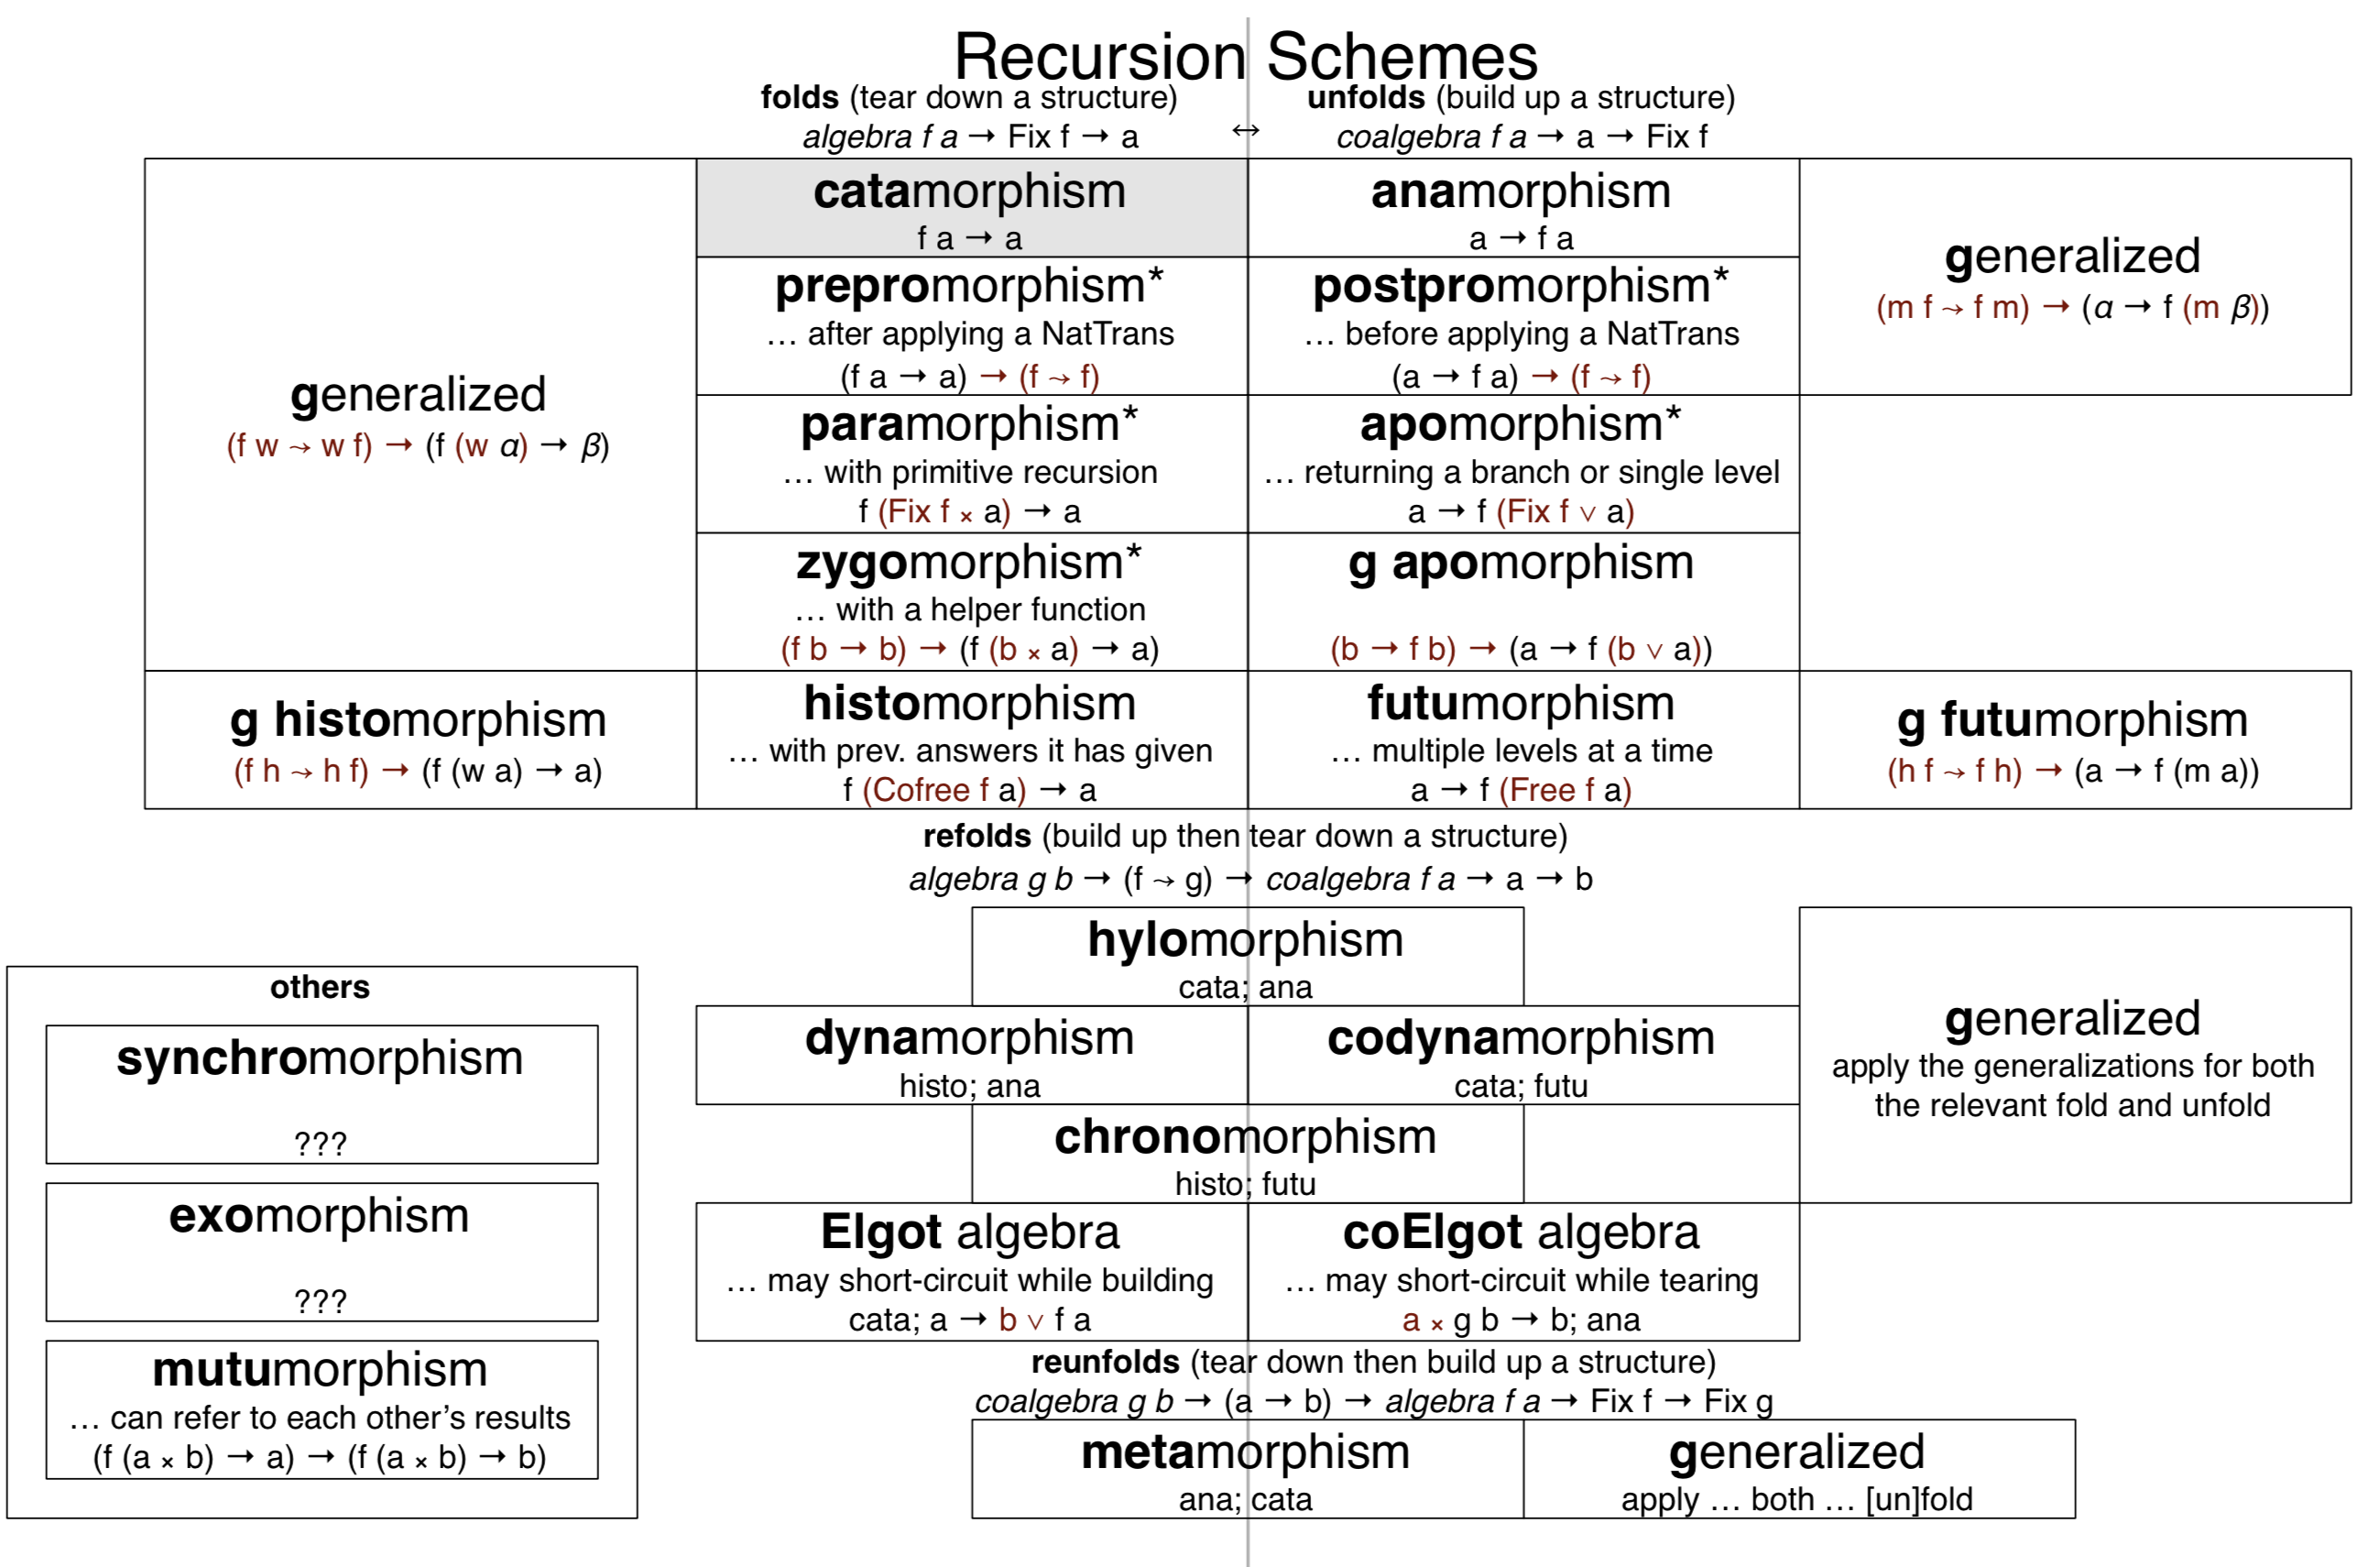 Recursion Schemes
folds (tear down a structure)
algebra f a → Fix f → a
↔
unfolds (build up a structure)
coalgebra f a → a → Fix f
generalized
(f w ⤳ w f) → (f (w α) → β)
catamorphism
f a → a
anamorphism
a → f a
generalized
(m f ⤳ f m) → (α → f (m β))
prepromorphism*
… after applying a NatTrans
(f a → a) → (f ⤳ f)
postpromorphism*
… before applying a NatTrans
(a → f a) → (f ⤳ f)
paramorphism*
… with primitive recursion
f (Fix f × a) → a
apomorphism*
… returning a branch or single level
a → f (Fix f ∨ a)
zygomorphism*
… with a helper function
(f b → b) → (f (b × a) → a)
g apomorphism
(b → f b) → (a → f (b ∨ a))
g histomorphism
(f h ⤳ h f) → (f (w a) → a)
histomorphism
… with prev. answers it has given
f (Cofree f a) → a
futumorphism
… multiple levels at a time
a → f (Free f a)
g futumorphism
(h f ⤳ f h) → (a → f (m a))
refolds (build up then tear down a structure)
algebra g b → (f ⤳ g) → coalgebra f a → a → b
hylomorphism
cata; ana
dynamorphism
histo; ana
codynamorphism
cata; futu
generalized
apply the generalizations for both
the relevant fold and unfold
chronomorphism
histo; futu
Elgot algebra
… may short-circuit while building
cata; a → b ∨ f a
coElgot algebra
… may short-circuit while tearing
a × g b → b; ana
reunfolds (tear down then build up a structure)
coalgebra g b → (a → b) → algebra f a → Fix f → Fix g
metamorphism
ana; cata
generalized
apply … both … [un]fold
others
synchromorphism
???
exomorphism
???
mutumorphism
… can refer to each other’s results
(f (a × b) → a) → (f (a × b) → b)